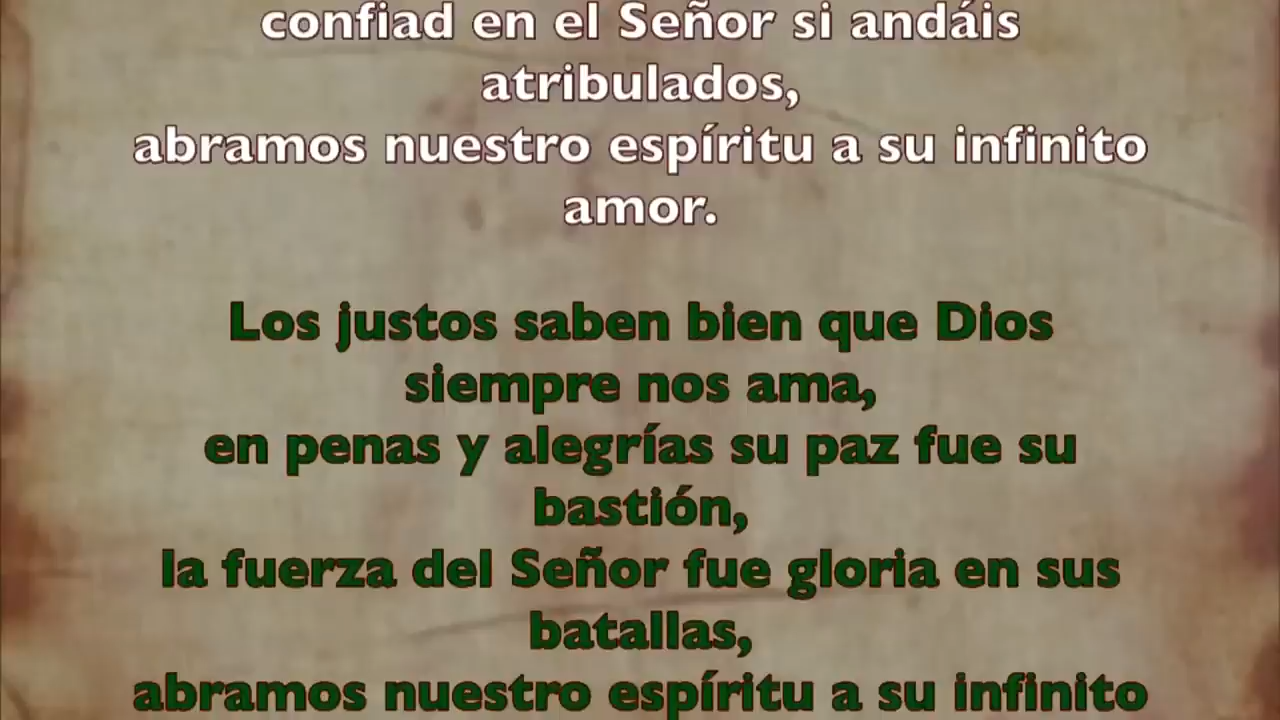 confiad en el Señor si andáis
atribulados,
abramos nuestro espíritu a su infinito
amor.
Los justos saben bien que Dios
siempre nos ama,
en penas y alegrías su paz fue su
bastión,
la fuerza del Señor fue gloria en sus
batallas,
abramos nuestro espíritu a su infinito